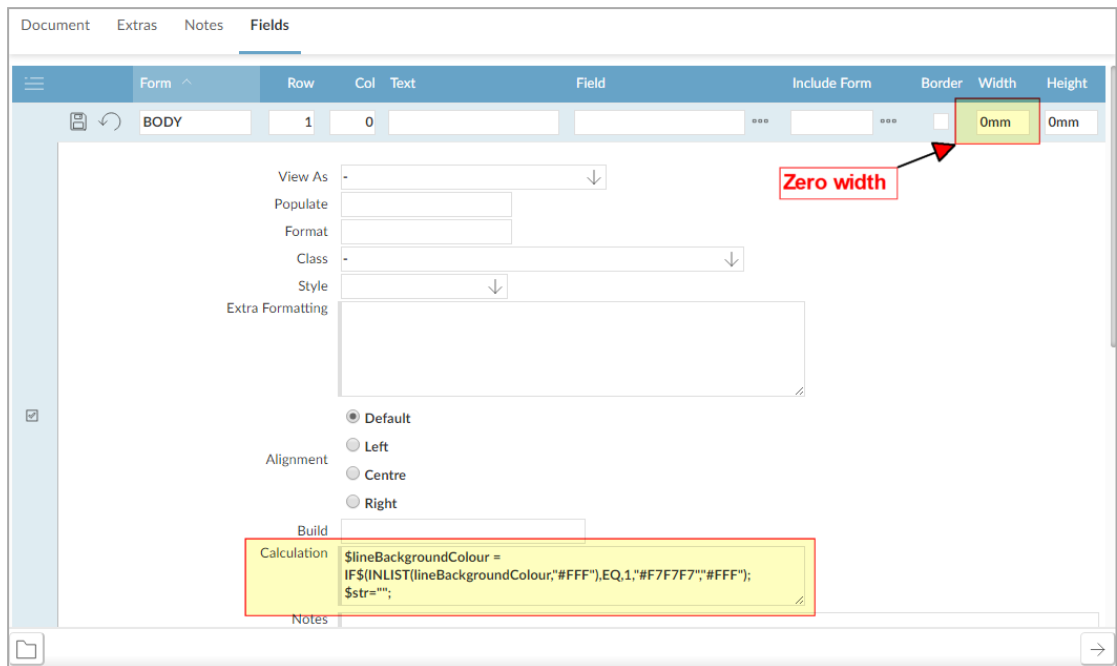 Document Extras Notes Fields
Form Row Col Text Field Include Form Border Width Height
BODY 1 0 0mm 0mm
Zero width
View As -
Populate
Format
Class -
Style
Extra Formatting
Default
Left
Alignment
Centre
Right
Build
Calculation $lineBackgroundColour =
IF$(INLIST(lineBackgroundColour,"#FFF"),EQ,1,"#F7F7F7","#FFF");
$str="";
Notes